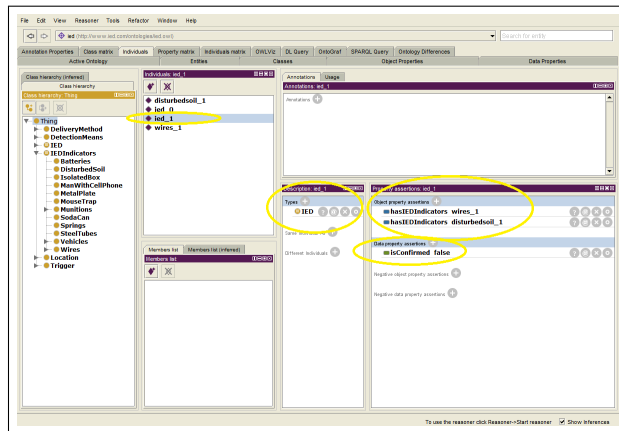 File Edit View Reasoner Tools Refactor Window Help
ied (http://www.ied.com/ontologies/ied.owl)
Search for entity
Annotation Properties Class matrix Individuals Property matrix Individuals matrix OWLViz DL Query OntoGraf SPARQL Query Ontology Differences
Active Ontology Entities Classes Object Properties Data Properties
Class hierarchy (inferred)
Class hierarchy
Class hierarchy: Thing
Thing
DeliveryMethod
DetectionMeans
IED
IEDIndicators
Batteries
DisturbedSoil
IsolatedBox
ManWithCellPhone
MetalPlate
MouseTrap
Munitions
SodaCan
Springs
SteelTubes
Vehicles
Wires
Location
Trigger
Individuals: ied_1
disturbedsoil_1
ied_0
ied_1
wires_1
Members list Members list (inferred)
Members list:
Annotations Usage
Annotations: ied_1
Annotations
Description: ied_1
Types
IED
Different Individuals
Property assertions: ied_1
Object property assertions
hasIEDIndicators wires_1
hasIEDIndicators disturbedsoil_1
Data property assertions
isConfirmed false
Negative object property assertions
Negative data property assertions
To use the reasoner click Reasoner->Start reasoner Show Inferences